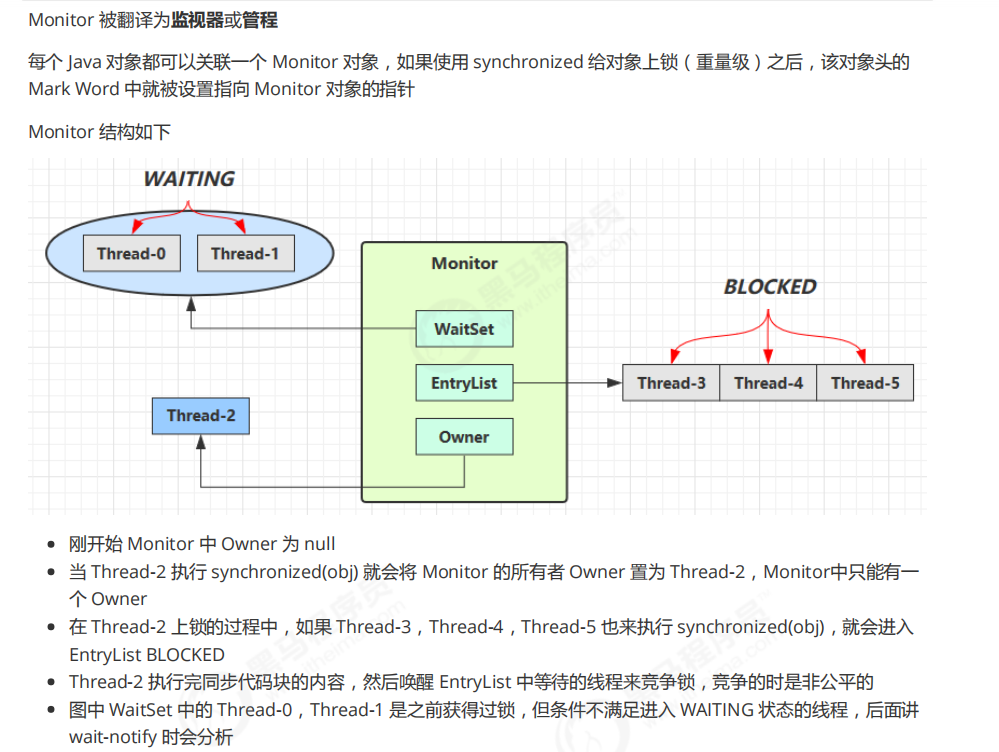 Monitor 被翻译为监视器或管程
每个 Java 对象都可以关联一个 Monitor 对象，如果使用 synchronized 给对象上锁（重量级）之后，该对象头的
Mark Word 中就被设置指向 Monitor 对象的指针
Monitor 结构如下
WAITING
Thread-0
Thread-1
Monitor
WaitSet
EntryList
Owner
BLOCKED
Thread-3
Thread-4
Thread-5
Thread-2
刚开始 Monitor 中 Owner 为 null
当 Thread-2 执行 synchronized(obj) 就会将 Monitor 的所有者 Owner 置为 Thread-2，Monitor中只能有一
个 Owner
在 Thread-2 上锁的过程中，如果 Thread-3，Thread-4，Thread-5 也来执行 synchronized(obj)，就会进入
EntryList BLOCKED
Thread-2 执行完同步代码块的内容，然后唤醒 EntryList 中等待的线程来竞争锁，竞争的时是非公平的
图中 WaitSet 中的 Thread-0，Thread-1 是之前获得过锁，但条件不满足进入 WAITING 状态的线程，后面讲
wait-notify 时会分析
黑马程序员
www.itheima.com